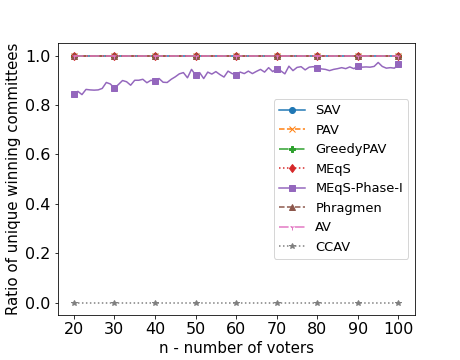 Ratio of unique winning committees
1.0
0.8
0.6
0.4
0.2
0.0
SAV
PAV
GreedyPAV
MEqS
MEqS-Phase-I
Phragmen
AV
CCAV
20 30 40 50 60 70 80 90 100
n - number of voters